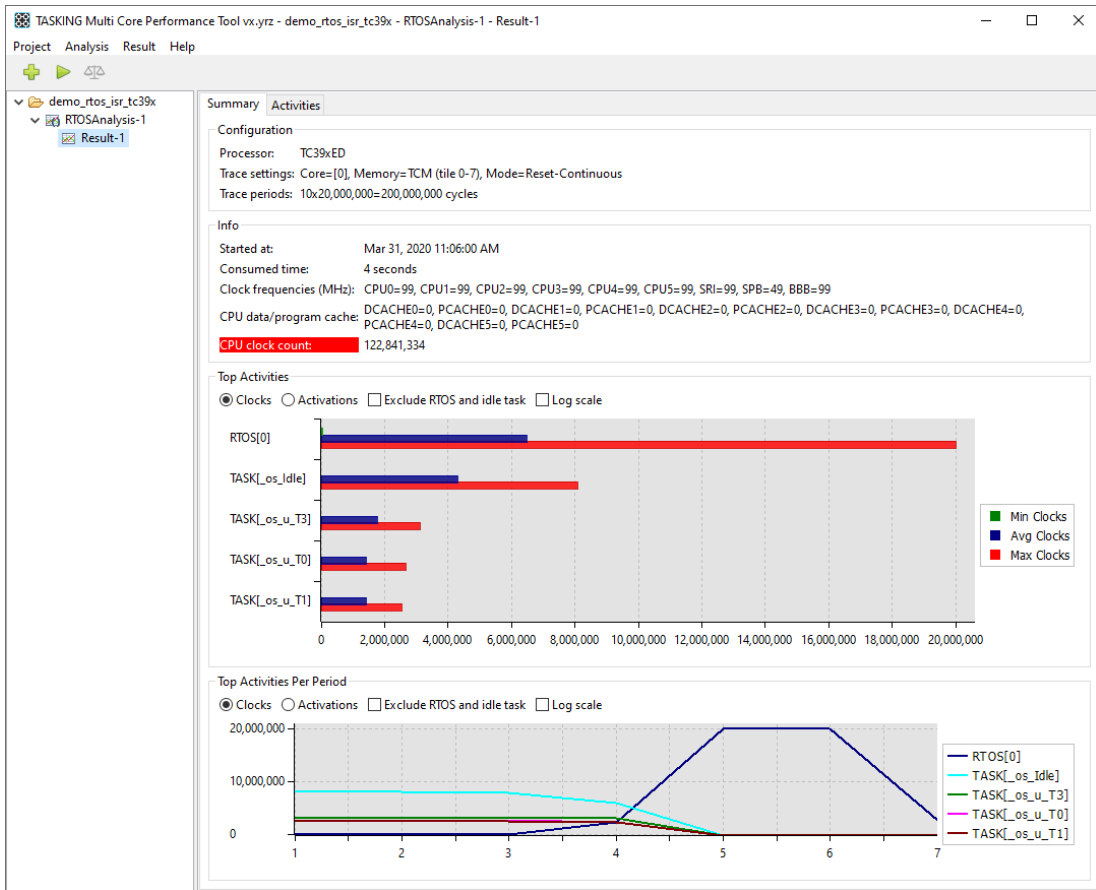 TASKING Multi Core Performance Tool vx.yrz - demo_rtos_isr_tc39x - RTOSAnalysis-1 - Result-1
Project Analysis Result Help
demo_rtos_isr_tc39x
RTOSAnalysis-1
Result-1
Summary Activities
Configuration
Processor: TC39xED
Trace settings: Core=[0], Memory=TCM (tile 0-7), Mode=Reset-Continuous
Trace periods: 10x20,000,000=200,000,000 cycles
Info
Started at: Mar 31, 2020 11:06:00 AM
Consumed time: 4 seconds
Clock frequencies (MHz): CPU0=99, CPU1=99, CPU2=99, CPU3=99, CPU4=99, CPU5=99, SRI=99, SPB=49, BBB=99
CPU data/program cache: DCACHE0=0, PCACHE0=0, DCACHE1=0, PCACHE1=0, DCACHE2=0, PCACHE2=0, DCACHE3=0, PCACHE3=0, DCACHE4=0,
PCACHE4=0, DCACHE5=0, PCACHE5=0
CPU clock count: 122,841,334
Top Activities
Clocks Activations Exclude RTOS and idle task Log scale
RTOS[0]
TASK[_os_Idle]
TASK[_os_u_T3]
TASK[_os_u_T0]
TASK[_os_u_T1]
0 2,000,000 4,000,000 6,000,000 8,000,000 10,000,000 12,000,000 14,000,000 16,000,000 18,000,000 20,000,000
Min Clocks
Avg Clocks
Max Clocks
Top Activities Per Period
Clocks Activations Exclude RTOS and idle task Log scale
20,000,000
10,000,000
0
1 2 3 4 5 6 7
RTOS[0]
TASK[_os_Idle]
TASK[_os_u_T3]
TASK[_os_u_T0]
TASK[_os_u_T1]